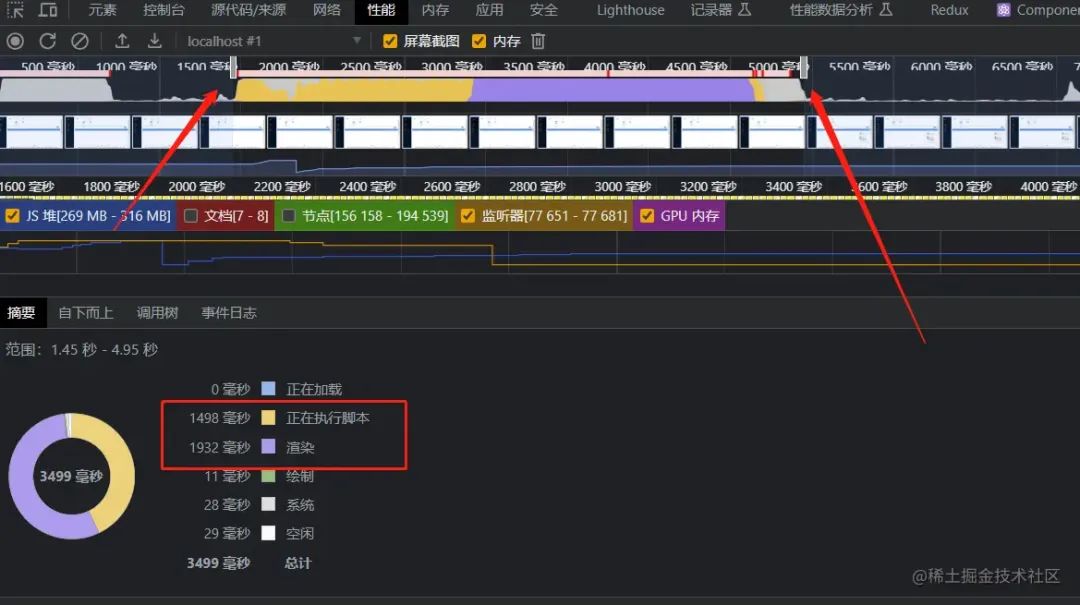 元素 控制台 源代码/来源 网络 性能 内存 应用 安全 Lighthouse 记录器 性能数据分析 Redux Componen
localhost #1 屏幕截图 内存
500 毫秒 1000 毫秒 1500 毫秒 2000 毫秒 2500 毫秒 3000 毫秒 3500 毫秒 4000 毫秒 4500 毫秒 5000 毫秒 5500 毫秒 6000 毫秒 6500 毫秒
1600 毫秒 1800 毫秒 2000 毫秒 2200 毫秒 2400 毫秒 2600 毫秒 2800 毫秒 3000 毫秒 3200 毫秒 3400 毫秒 3600 毫秒 3800 毫秒 4000 毫秒
JS 堆[269 MB - 316 MB] 文档[7 - 8] 节点[156 158 - 194 539] 监听器[77 651 - 77 681] GPU 内存
摘要 自下而上 调用树 事件日志
范围：1.45 秒 - 4.95 秒
0 毫秒 正在加载
1498 毫秒 正在执行脚本
1932 毫秒 渲染
3499 毫秒
11 毫秒 绘制
28 毫秒 系统
29 毫秒 空闲
3499 毫秒 总计
@稀土掘金技术社区